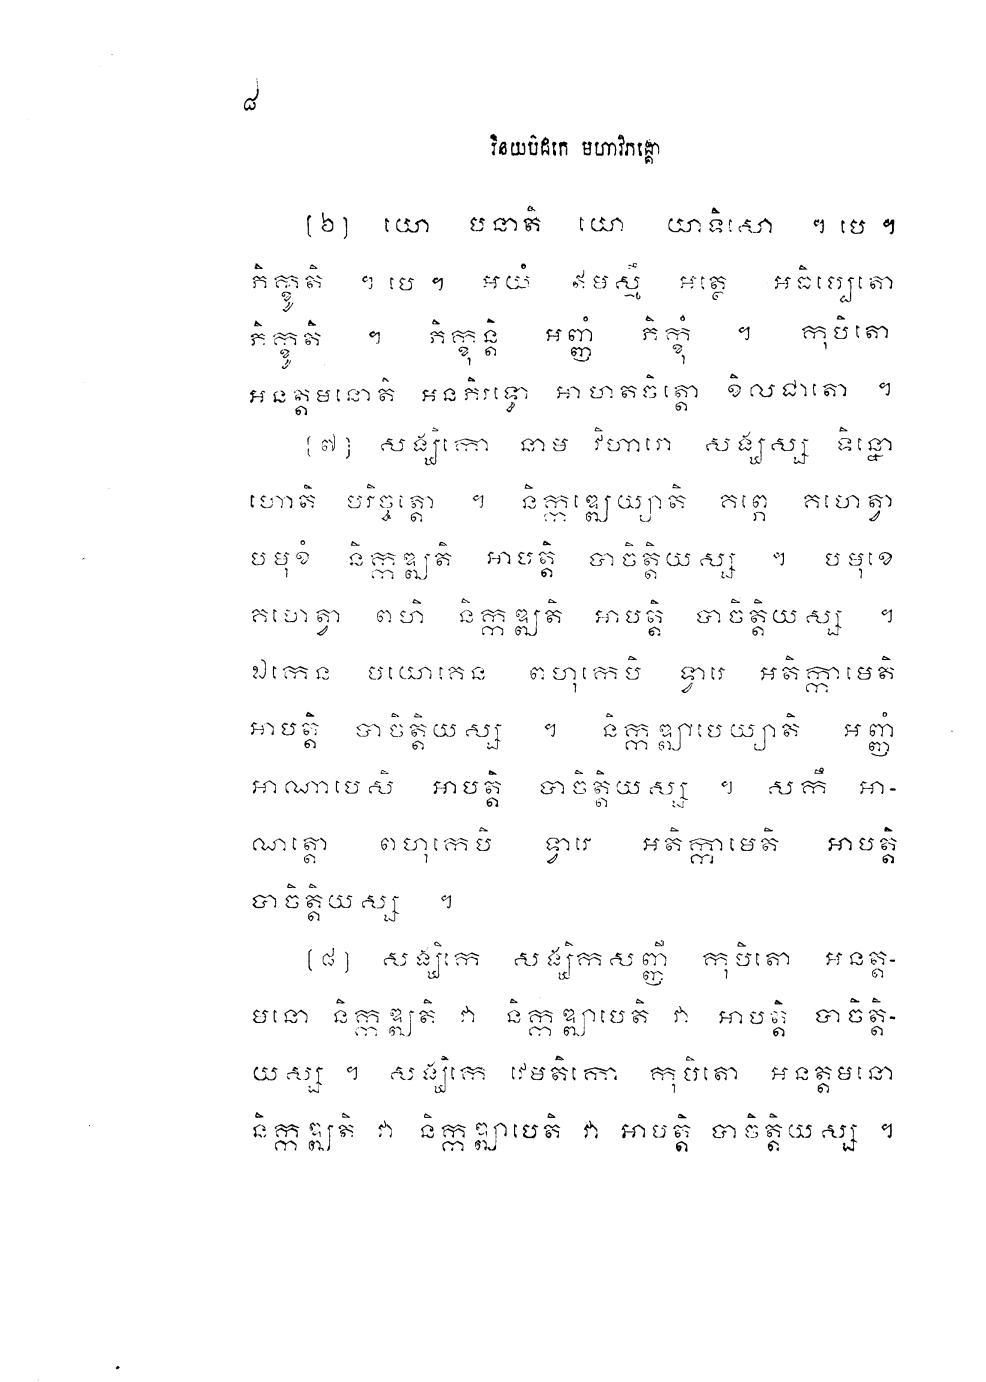 ៨
វិនយបិដកេ មហាវិភង្គោ
(៦) យោ បនាតិ យោ យាទិសោ ។ បេ ។
ភិក្ខូតិ ។ បេ ។ អយំ ឥមស្មឹ អត្ថេ អធិប្បេតោ
ភិក្ខូតិ ។ ភិក្ខុន្តិ អញ្ញំ ភិក្ខុំ ។ កុបិតោ
អនត្តមនោតិ អនភិរទ្ធោ អាហតចិត្តោ ខិលជាតោ ។
(៧) សង្ឃិកោ នាម វិហារោ សង្ឃស្ស ទិន្នោ
ហោតិ បរិច្ចត្តោ ។ និក្កឌ្ឍេយ្យាតិ គព្ភេ គហេត្វា
បមុខំ និក្កឌ្ឍតិ អាបត្តិ បាចិត្តិយស្ស ។ បមុខេ
គហេត្វា ពហិ និក្កឌ្ឍតិ អាបត្តិ បាចិត្តិយស្ស ។
ឯកេន បយោគេន ពហុកេបិ ទ្វារេ អតិក្កាមេតិ
អាបត្តិ បាចិត្តិយស្ស ។ និក្កឌ្ឍាបេយ្យាតិ អញ្ញំ
អាណាបេសិ អាបត្តិ បាចិត្តិយស្ស ។ សកឹ អា-
ណត្តោ ពហុកេបិ ទ្វារេ អតិក្កាមេតិ អាបត្តិ
បាចិត្តិយស្ស ។
(៨) សង្ឃិកេ សង្ឃិកសញ្ញី កុបិតោ អនត្ត-
មនោ និក្កឌ្ឍតិ វា និក្កឌ្ឍាបេតិ វា អាបត្តិ បាចិត្តិ-
យស្ស ។ សង្ឃិកេ វេមតិកោ កុបិតោ អនត្តមនោ
និក្កឌ្ឍតិ វា និក្កឌ្ឍាបេតិ វា អាបត្តិ បាចិត្តិយស្ស ។